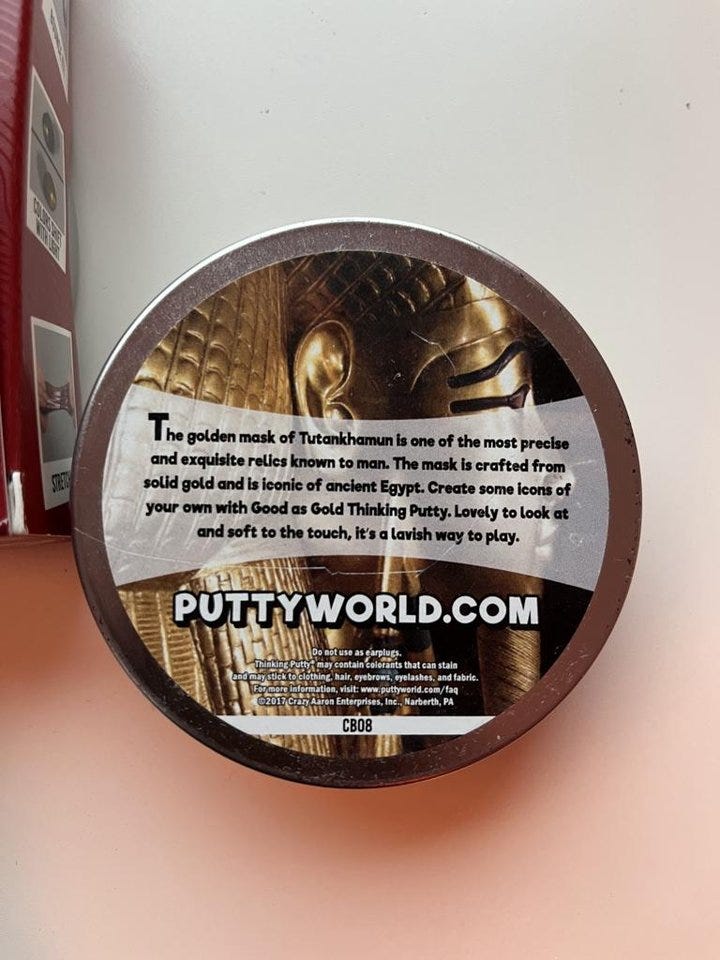 COLORS SHIFT
WITH LIGHT
The golden mask of Tutankhamun is one of the most precise
and exquisite relics known to man. The mask is crafted from
solid gold and is iconic of ancient Egypt. Create some icons of
your own with Good as Gold Thinking Putty. Lovely to look at
and soft to the touch, it's a lavish way to play.
PUTTYWORLD.COM
Do not use as earplugs.
Thinking Putty® may contain colorants that can stain
and may stick to clothing, hair, eyebrows, eyelashes, and fabric.
For more information, visit: www.puttyworld.com/faq
©2017 Crazy Aaron Enterprises, Inc., Narberth, PA
CB08